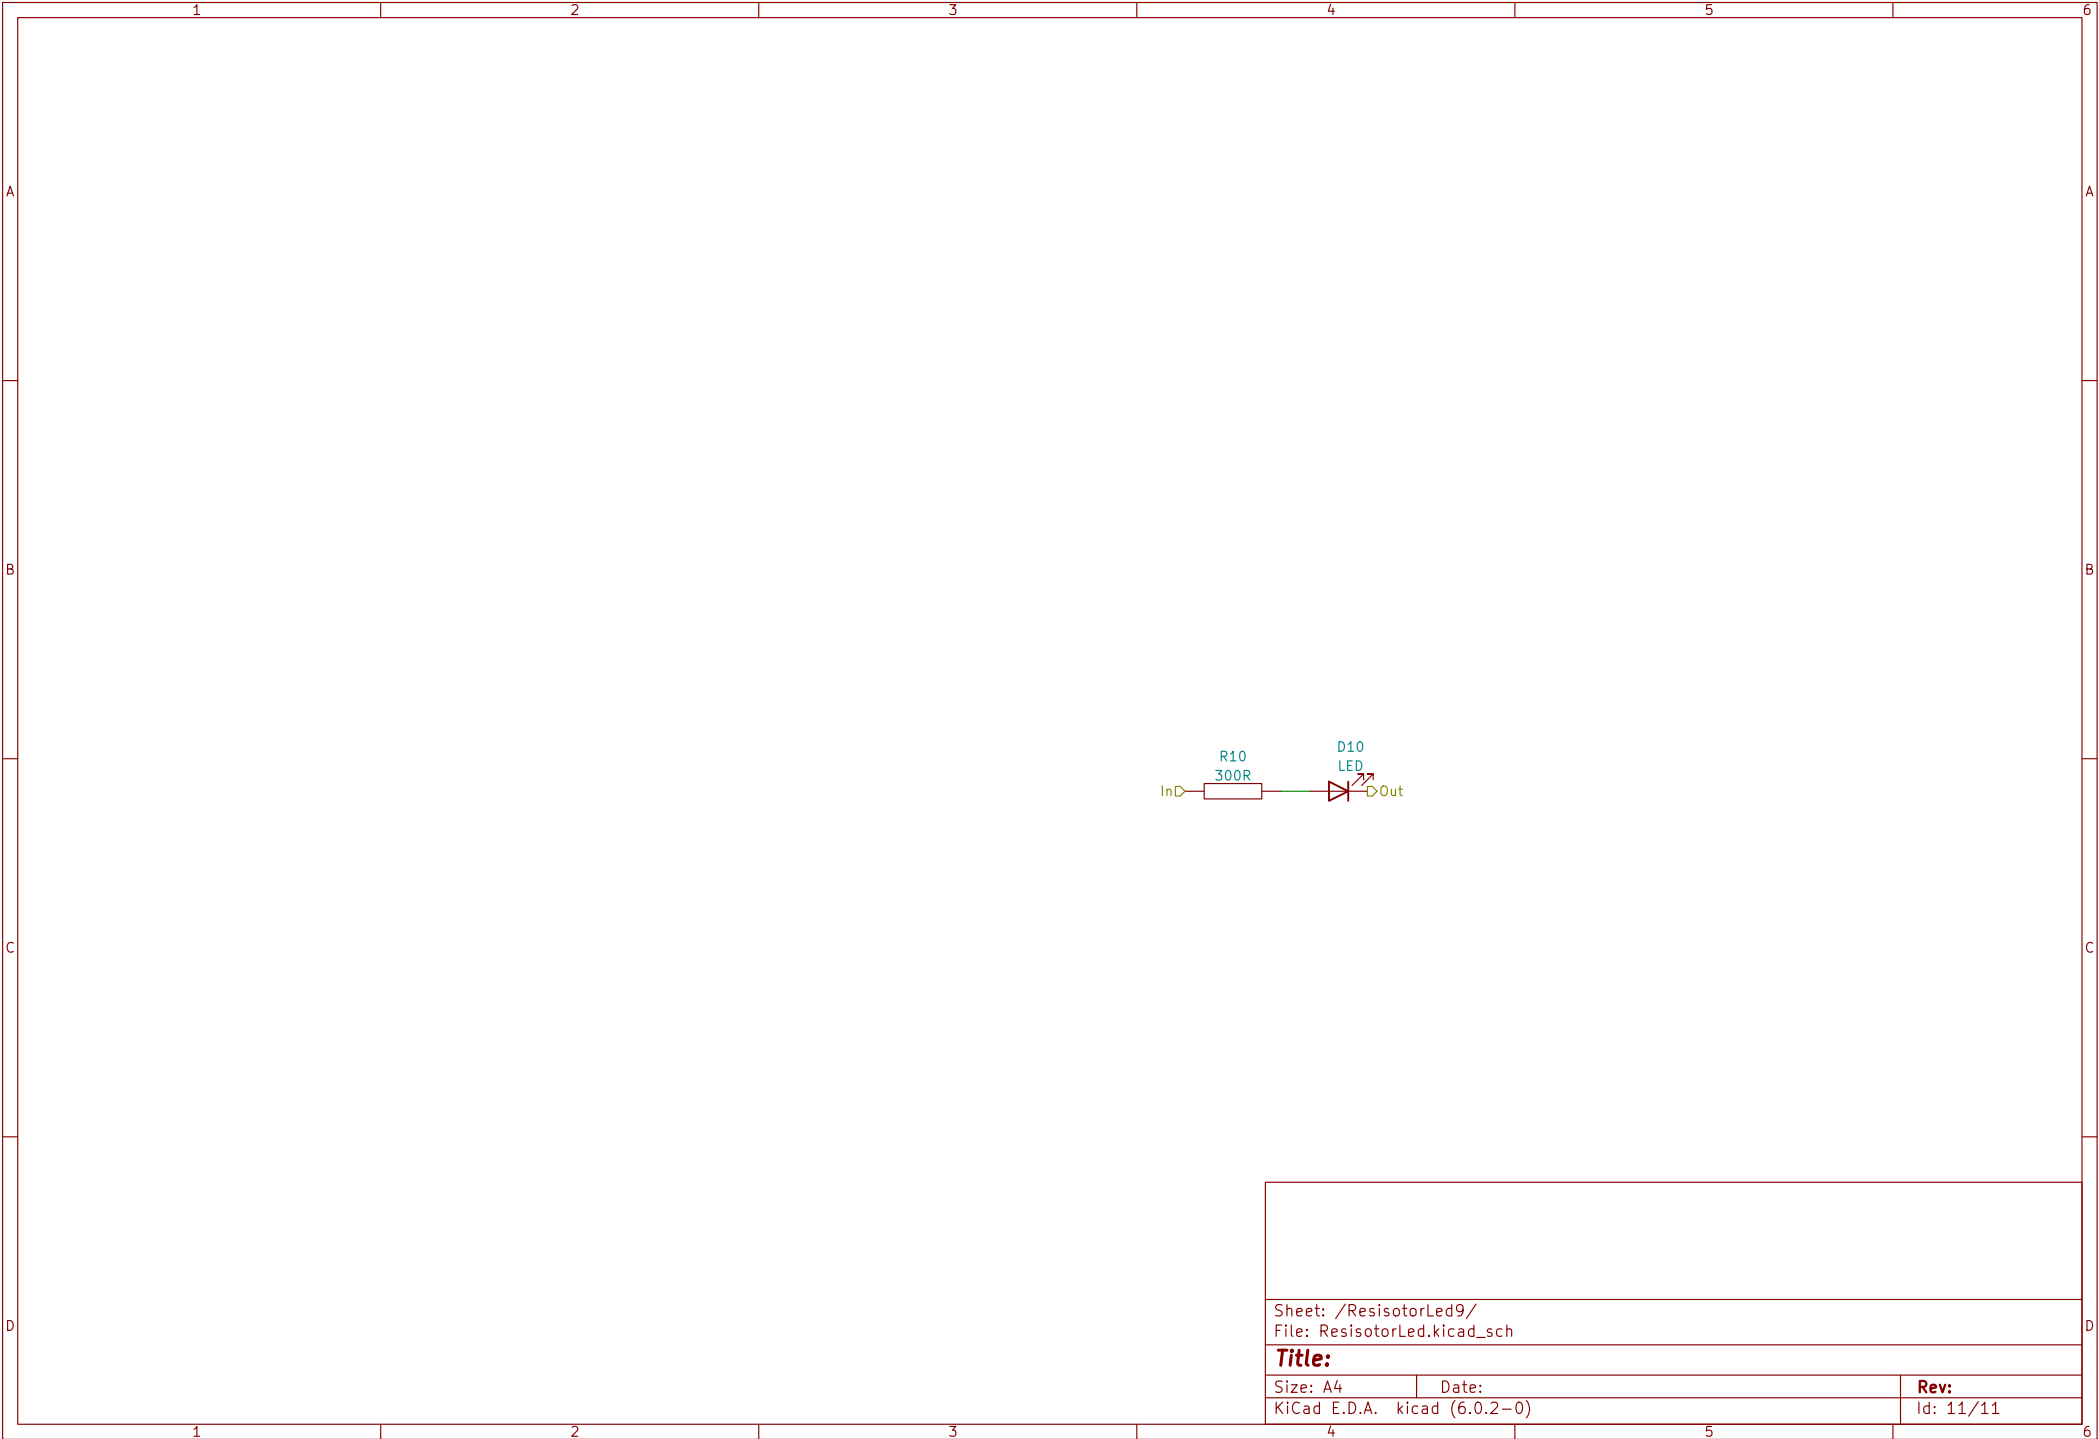 1 2 3 4 5 6
A A
B B
R10
300R
D10
LED
In Out
C C
Sheet: /ResisotorLed9/
File: ResisotorLed.kicad_sch
D D
Title:
Size: A4 Date: Rev:
KiCad E.D.A. kicad (6.0.2-0) Id: 11/11
1 2 3 4 5 6